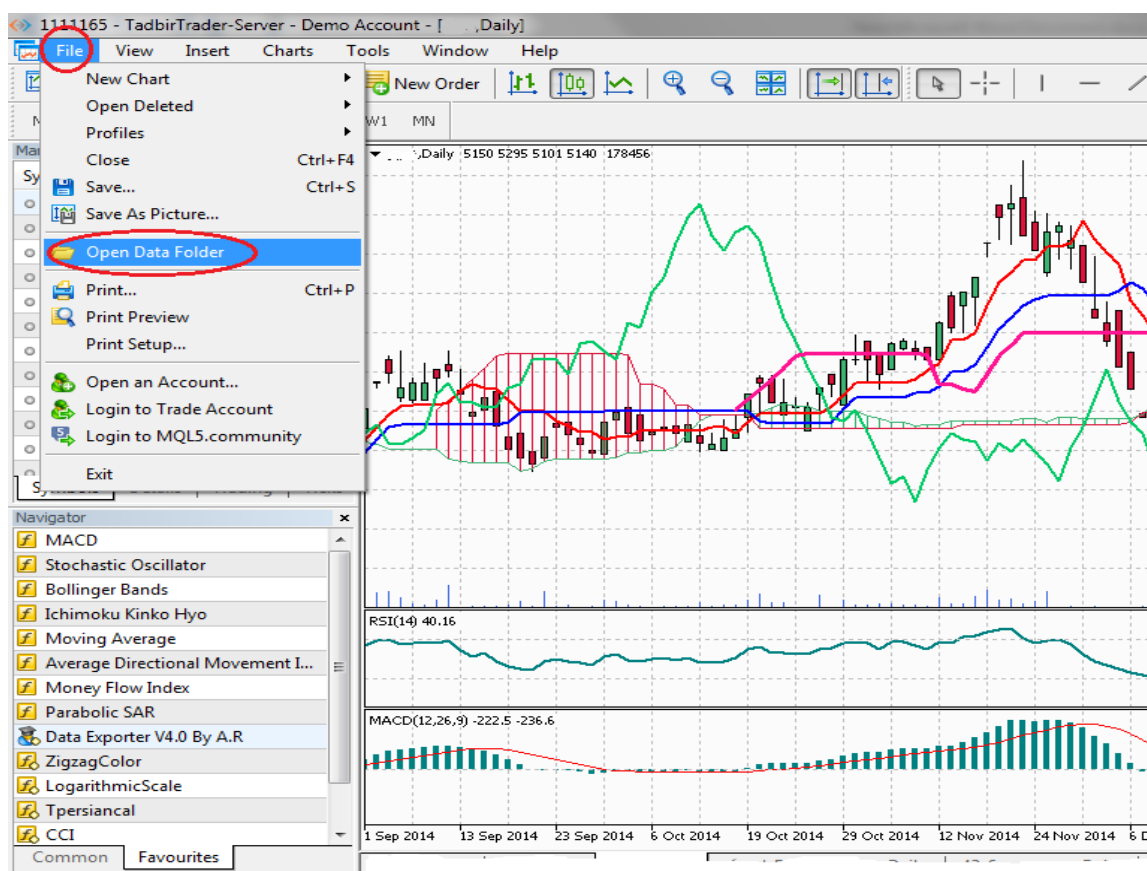 1111165 - TadbirTrader-Server - Demo Account - [ ,Daily]
File View Insert Charts Tools Window Help
New Chart
Open Deleted
Profiles
Close Ctrl+F4
Save... Ctrl+S
Save As Picture...
Open Data Folder
Print... Ctrl+P
Print Preview
Print Setup...
Open an Account...
Login to Trade Account
Login to MQL5.community
Exit
New Order
W1 MN
,Daily 5150 5295 5101 5140 178456
Navigator
MACD
Stochastic Oscillator
Bollinger Bands
Ichimoku Kinko Hyo
Moving Average
Average Directional Movement I...
Money Flow Index
Parabolic SAR
Data Exporter V4.0 By A.R
ZigzagColor
LogarithmicScale
Tpersiancal
CCI
Common Favourites
RSI(14) 40.16
MACD(12,26,9) -222.5 -236.6
1 Sep 2014 13 Sep 2014 23 Sep 2014 6 Oct 2014 19 Oct 2014 29 Oct 2014 12 Nov 2014 24 Nov 2014 6 D